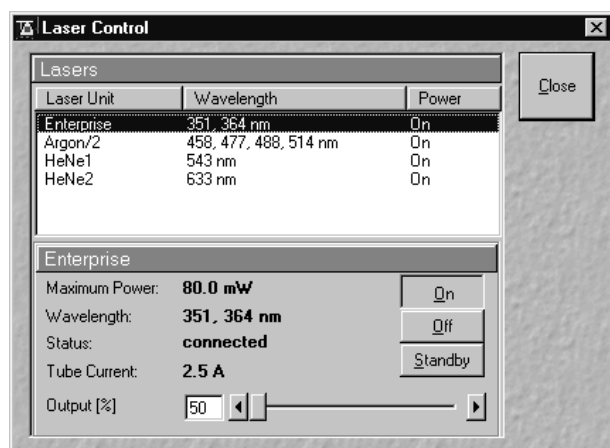 Laser Control
Lasers
Close
Laser Unit Wavelength Power
Enterprise 351, 364 nm On
Argon/2 458, 477, 488, 514 nm On
HeNe1 543 nm On
HeNe2 633 nm On
Enterprise
Maximum Power: 80.0 mW
On
Wavelength: 351, 364 nm
Off
Status: connected
Standby
Tube Current: 2.5 A
Output [%] 50